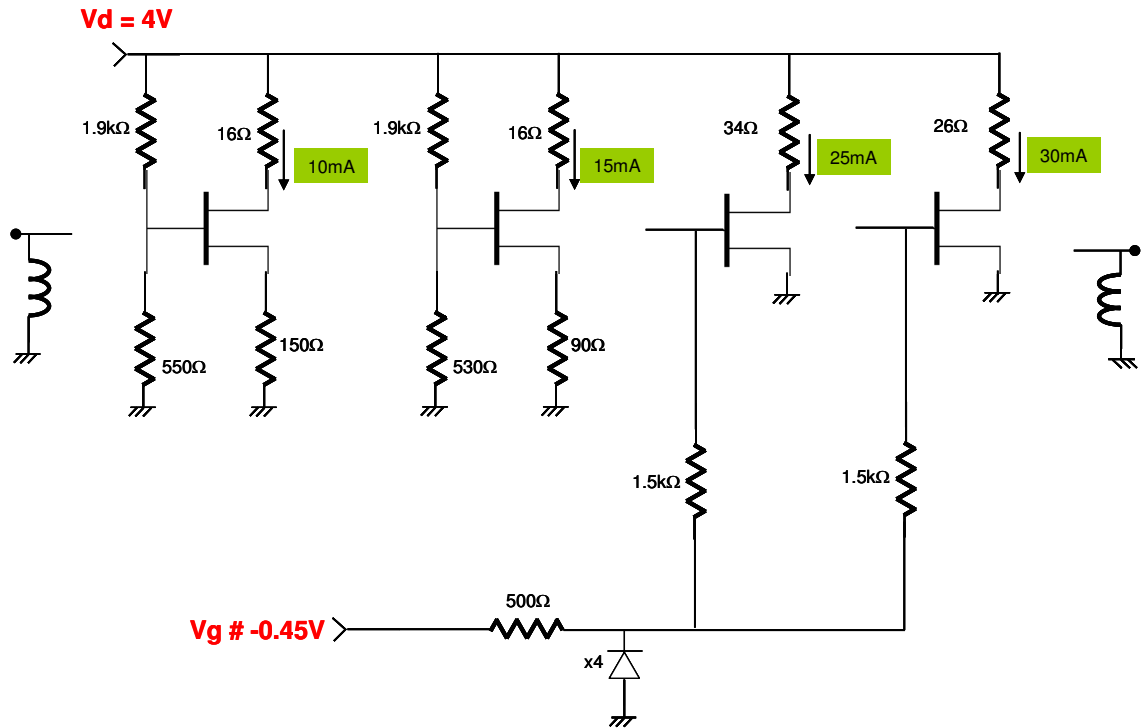 Vd = 4V
1.9kΩ
16Ω
10mA
1.9kΩ
16Ω
15mA
34Ω
25mA
26Ω
30mA
550Ω
150Ω
530Ω
90Ω
1.5kΩ
1.5kΩ
500Ω
Vg # -0.45V
x4